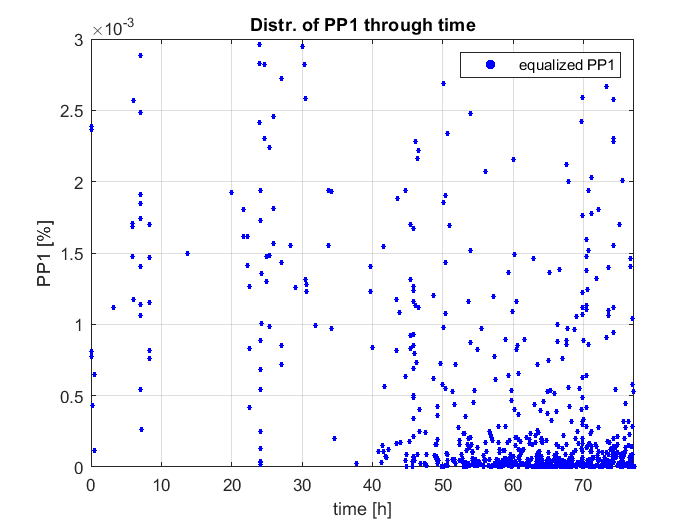 Distr. of PP1 through time
×10⁻³
3
2.5
2
1.5
1
0.5
0
PP1 [%]
equalized PP1
0 10 20 30 40 50 60 70
time [h]